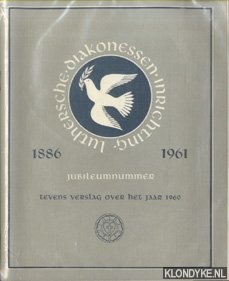 LUTHERSCHE·DIAKONESSEN·INRICHTING·
1886 1961
JUBILEUMNUMMER
TEVENS VERSLAG OVER HET JAAR 1960
KLONDYKE.NL